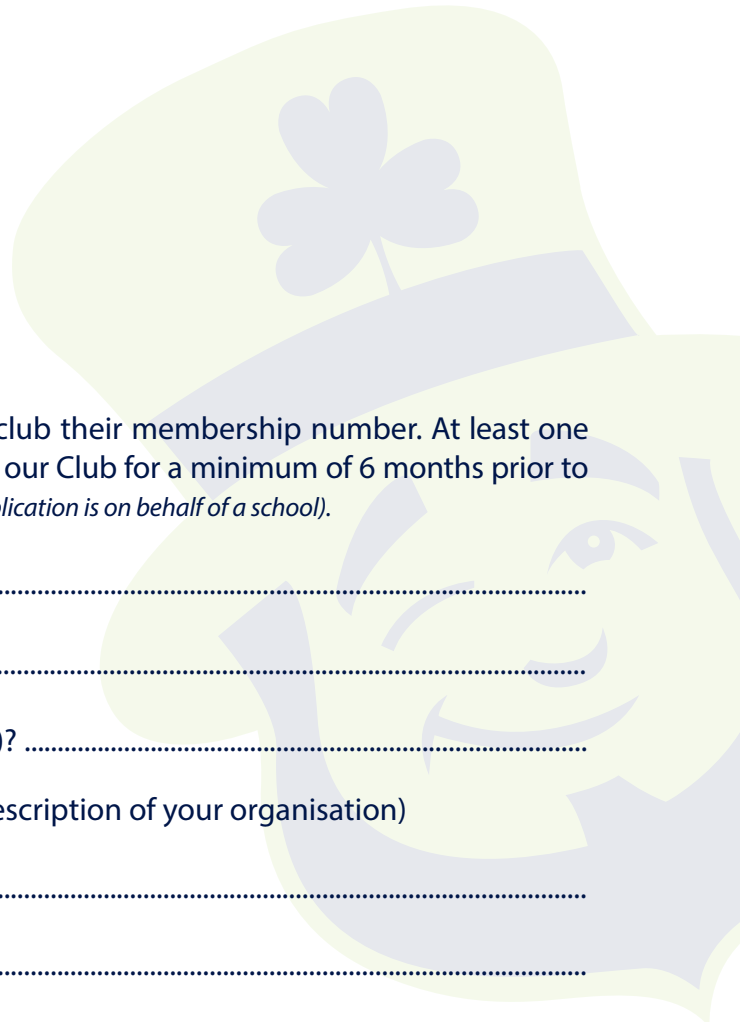 club their membership number. At least one
our Club for a minimum of 6 months prior to
plication is on behalf of a school).
.......................................................................................
.......................................................................................
)? .....................................................................................
escription of your organisation)
.......................................................................................
.......................................................................................